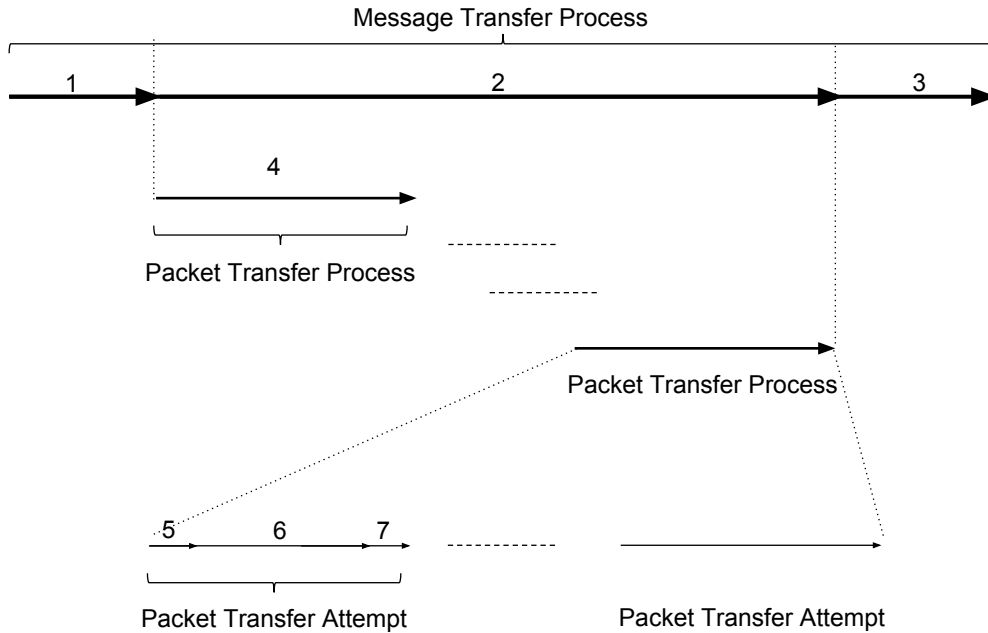 Message Transfer Process
1
2
3
4
Packet Transfer Process
Packet Transfer Process
5
6
7
Packet Transfer Attempt
Packet Transfer Attempt